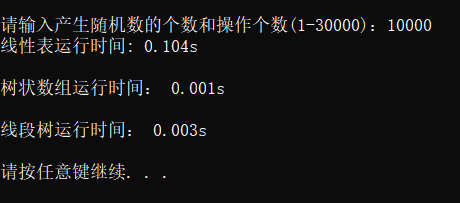 请输入产生随机数的个数和操作个数(1-30000): 10000
线性表运行时间: 0.104s
树状数组运行时间: 0.001s
线段树运行时间: 0.003s
请按任意键继续. . .